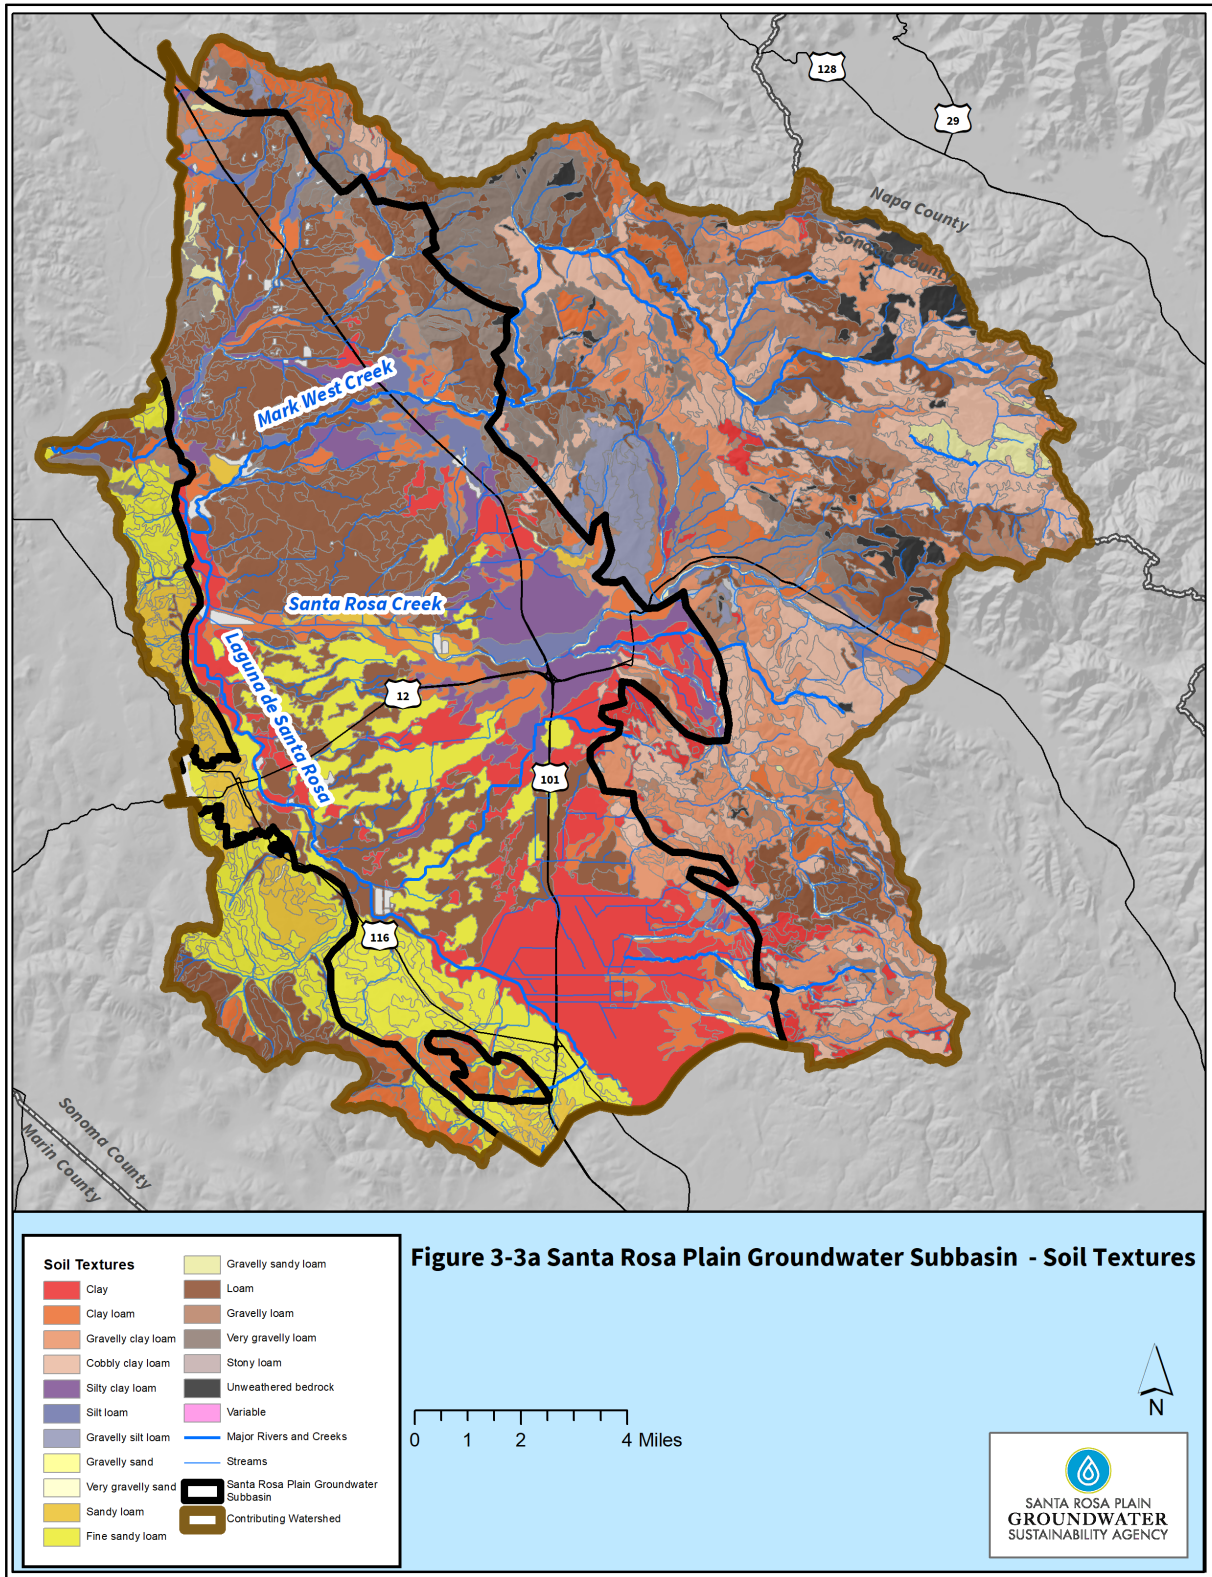 128
29
Napa County
Sonoma County
Mark West Creek
Santa Rosa Creek
Laguna de Santa Rosa
12
101
116
Sonoma County
Marin County
Figure 3-3a Santa Rosa Plain Groundwater Subbasin - Soil Textures
Soil Textures
Clay
Clay loam
Gravelly clay loam
Cobbly clay loam
Silty clay loam
Silt loam
Gravelly silt loam
Gravelly sand
Very gravelly sand
Sandy loam
Fine sandy loam
Gravelly sandy loam
Loam
Gravelly loam
Very gravelly loam
Stony loam
Unweathered bedrock
Variable
Major Rivers and Creeks
Streams
Santa Rosa Plain Groundwater
Subbasin
Contributing Watershed
0 1 2 4 Miles
N
SANTA ROSA PLAIN
GROUNDWATER
SUSTAINABILITY AGENCY